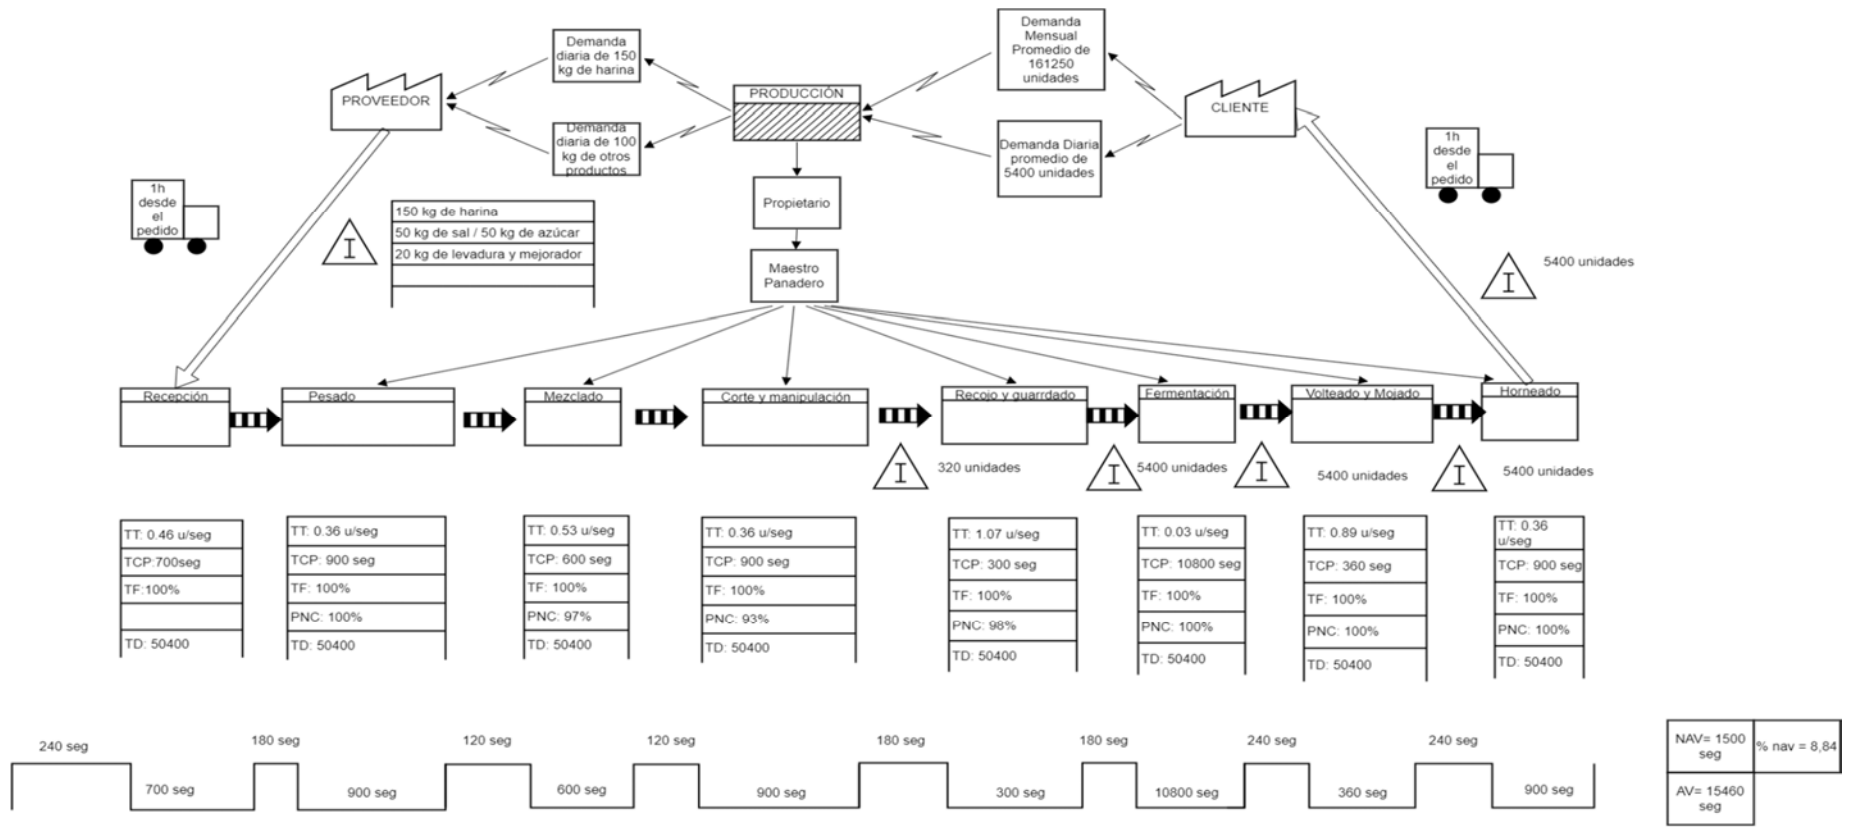 Demanda
diaria de 150
kg de harina
Demanda
Mensual
Promedio de
161250
unidades
PROVEEDOR
PRODUCCIÓN
CLIENTE
Demanda
diaria de 100
kg de otros
productos
Demanda Diaria
promedio de
5400 unidades
1h
desde
el
pedido
1h
desde
el
pedido
150 kg de harina
50 kg de sal / 50 kg de azúcar
20 kg de levadura y mejorador
I
Propietario
Maestro
Panadero
I
5400 unidades
Recepción
Pesado
Mezclado
Corte y manipulación
Recojo y guarrdado
Fermentación
Volteado y Mojado
Horneado
I
320 unidades
I
5400 unidades
I
5400 unidades
I
5400 unidades
TT: 0.46 u/seg
TCP:700seg
TF:100%
TD: 50400
TT: 0.36 u/seg
TCP: 900 seg
TF: 100%
PNC: 100%
TD: 50400
TT: 0.53 u/seg
TCP: 600 seg
TF: 100%
PNC: 97%
TD: 50400
TT: 0.36 u/seg
TCP: 900 seg
TF: 100%
PNC: 93%
TD: 50400
TT: 1.07 u/seg
TCP: 300 seg
TF: 100%
PNC: 98%
TD: 50400
TT: 0.03 u/seg
TCP: 10800 seg
TF: 100%
PNC: 100%
TD: 50400
TT: 0.89 u/seg
TCP: 360 seg
TF: 100%
PNC: 100%
TD: 50400
TT: 0.36
u/seg
TCP: 900 seg
TF: 100%
PNC: 100%
TD: 50400
240 seg
700 seg
180 seg
900 seg
120 seg
600 seg
120 seg
900 seg
180 seg
300 seg
180 seg
10800 seg
240 seg
360 seg
240 seg
900 seg
NAV= 1500
seg
% nav = 8,84
AV= 15460
seg